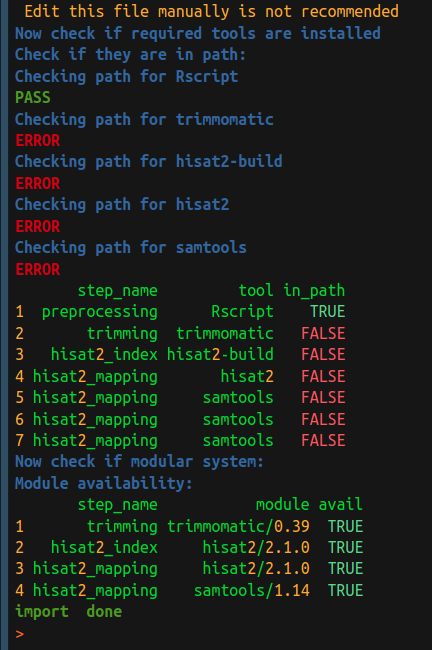 Edit this file manually is not recommended
Now check if required tools are installed
Check if they are in path:
Checking path for Rscript
PASS
Checking path for trimmomatic
ERROR
Checking path for hisat2-build
ERROR
Checking path for hisat2
ERROR
Checking path for samtools
ERROR
step_name tool in_path
1 preprocessing Rscript TRUE
2 trimming trimmomatic FALSE
3 hisat2_index hisat2-build FALSE
4 hisat2_mapping hisat2 FALSE
5 hisat2_mapping samtools FALSE
6 hisat2_mapping samtools FALSE
7 hisat2_mapping samtools FALSE
Now check if modular system:
Module availability:
step_name module avail
1 trimming trimmomatic/0.39 TRUE
2 hisat2_index hisat2/2.1.0 TRUE
3 hisat2_mapping hisat2/2.1.0 TRUE
4 hisat2_mapping samtools/1.14 TRUE
import done
>